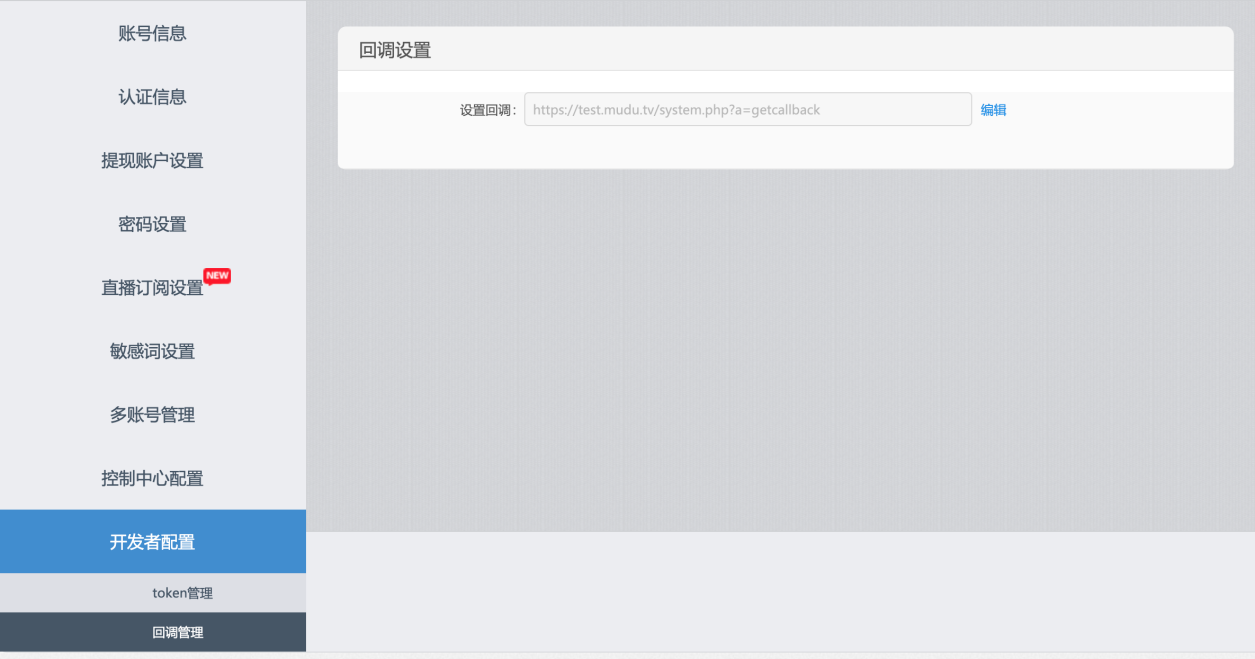 账号信息
认证信息
提现账户设置
密码设置
直播订阅设置 NEW
敏感词设置
多账号管理
控制中心配置
开发者配置
token管理
回调管理
回调设置
设置回调： https://test.mudu.tv/system.php?a=getcallback 编辑